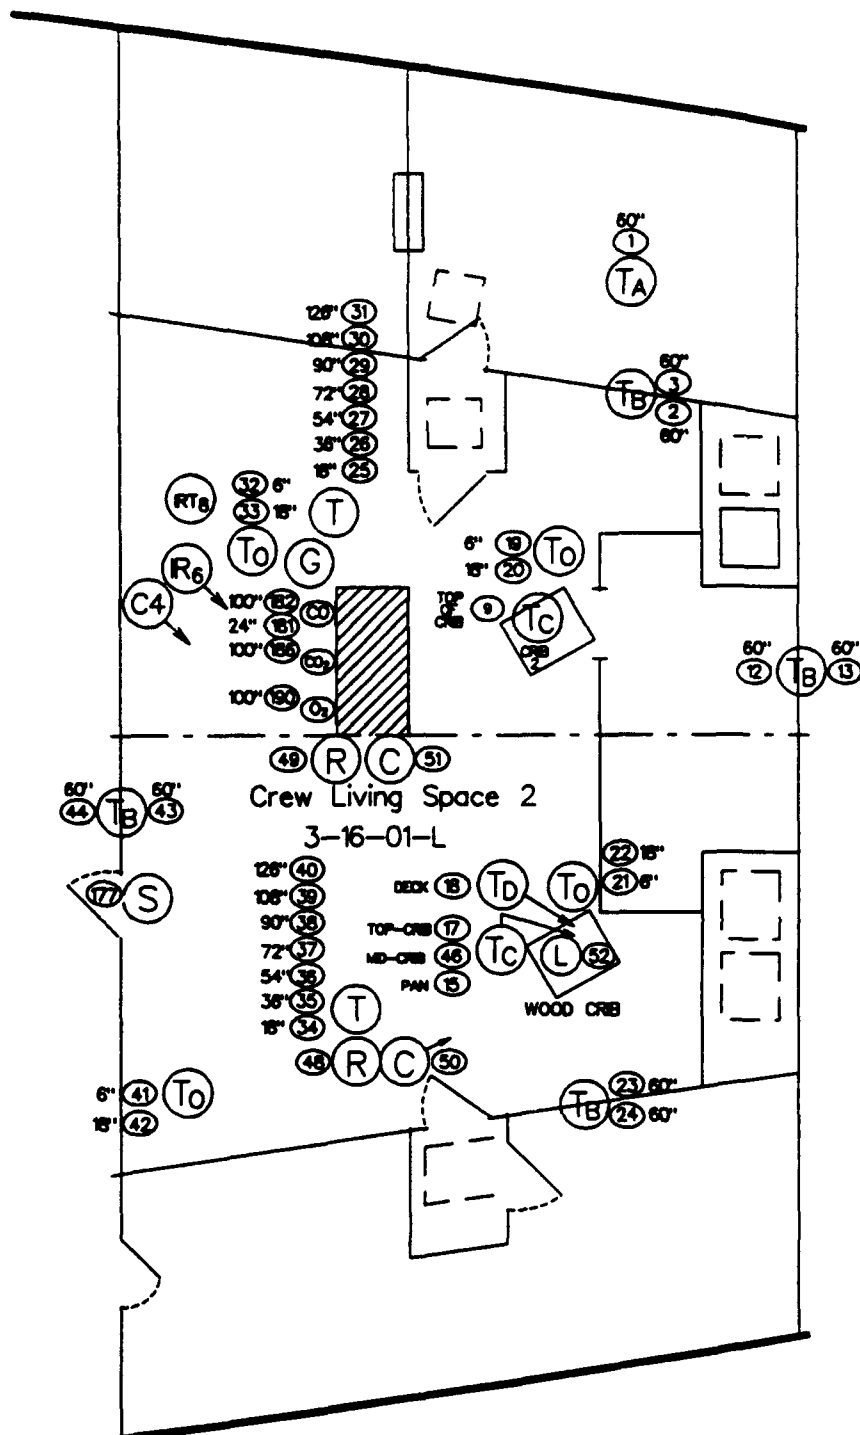 60"
1
TA
126" 31
108" 30
90" 29
72" 28
54" 27
36" 26
18" 25
60"
3
TB
2
60"
32 6"
33 18"
IRT8
T
TO
G
IR6
C4
6" 19
18" 20
TO
TOP
OF
CRIB
9
TC
CRIB
2
100" 182 CO
24" 181
100" 186 CO2
100" 190 O2
60" 60"
12 TB 13
49 R C 51
Crew Living Space 2
3-16-01-L
60" 60"
44 TB 43
177 S
126" 40
108" 39
90" 38
72" 37
54" 36
36" 35
18" 34
T
48 R C 50
22 18"
21 6"
TO
DECK 18 TD
TOP-CRIB 17
MID-CRIB 46 TC
PAN 15
L 52
WOOD CRIB
6" 41 TO
18" 42
TB
23 60"
24 60"